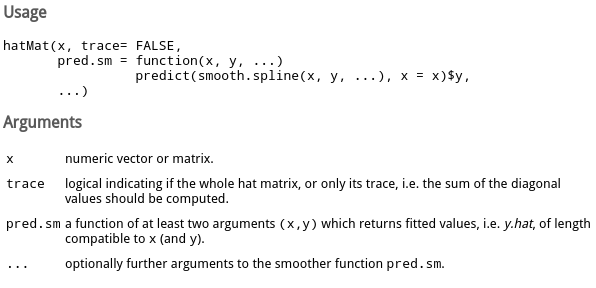 Usage
hatMat(x, trace= FALSE,
       pred.sm = function(x, y, ...)
                 predict(smooth.spline(x, y, ...), x = x)$y,
       ...)
Arguments
x numeric vector or matrix.
trace logical indicating if the whole hat matrix, or only its trace, i.e. the sum of the diagonal
values should be computed.
pred.sm a function of at least two arguments (x,y) which returns fitted values, i.e. y.hat, of length
compatible to x (and y).
... optionally further arguments to the smoother function pred.sm.